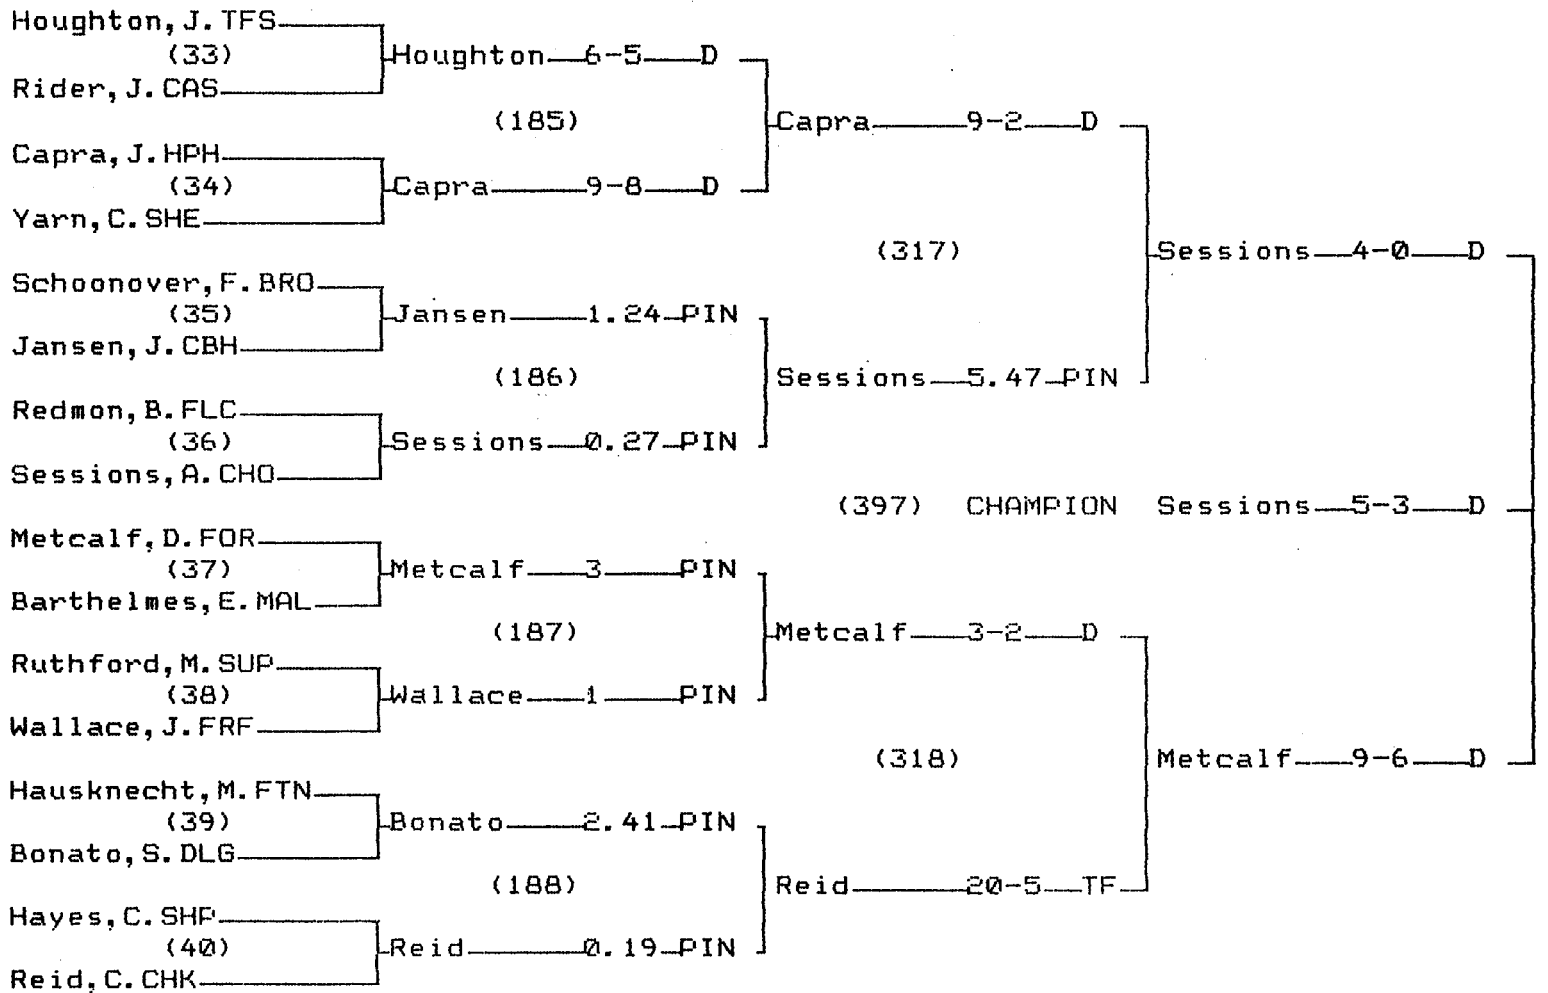 Houghton, J. TFS
(33) Houghton 6-5 D
Rider, J. CAS
(185) Capra 9-2 D
Capra, J. HPH
(34) Capra 9-8 D
Yarn, C. SHE
(317) Sessions 4-0 D
Schoonover, F. BRO
(35) Jansen 1.24 PIN
Jansen, J. CBH
(186) Sessions 5.47 PIN
Redmon, B. FLC
(36) Sessions 0.27 PIN
Sessions, A. CHO
(397) CHAMPION Sessions 5-3 D
Metcalf, D. FOR
(37) Metcalf 3 PIN
Barthelmes, E. MAL
(187) Metcalf 3-2 D
Ruthford, M. SUP
(38) Wallace 1 PIN
Wallace, J. FRF
(318) Metcalf 9-6 D
Hausknecht, M. FTN
(39) Bonato 2.41 PIN
Bonato, S. DLG
(188) Reid 20-5 TF
Hayes, C. SHP
(40) Reid 0.19 PIN
Reid, C. CHK